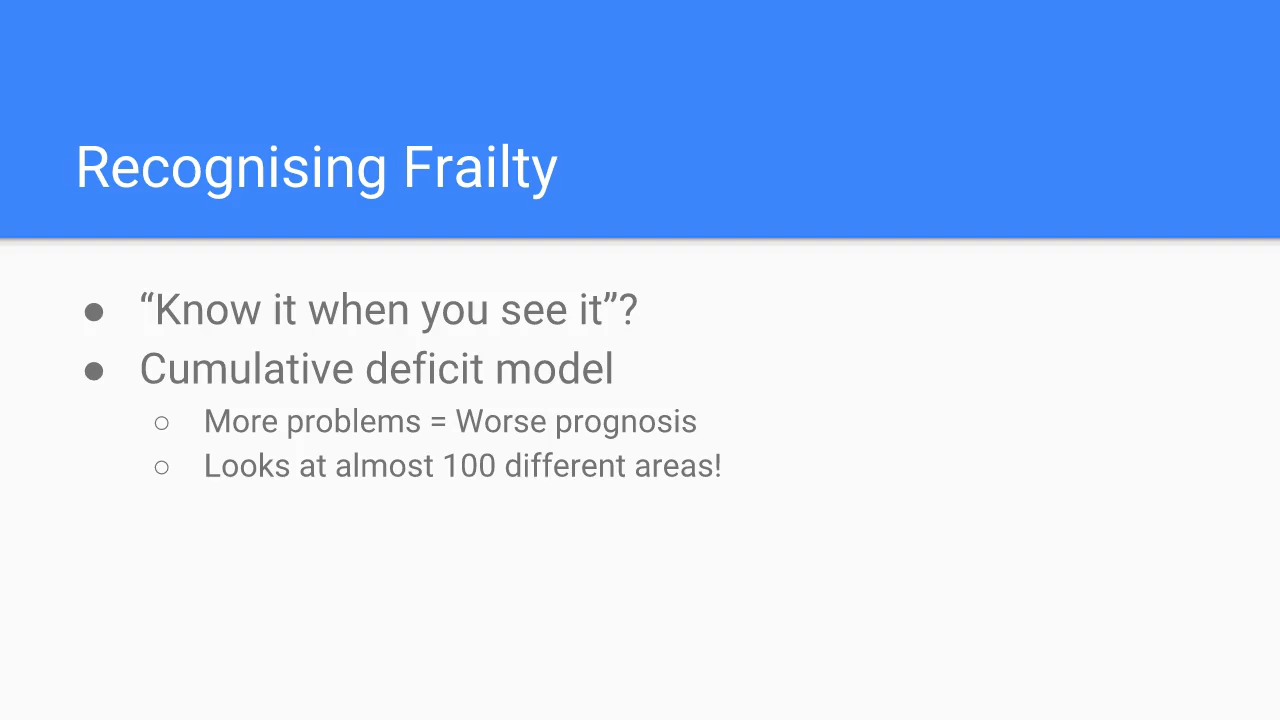 Recognising Frailty
● “Know it when you see it”?
● Cumulative deficit model
○ More problems = Worse prognosis
○ Looks at almost 100 different areas!